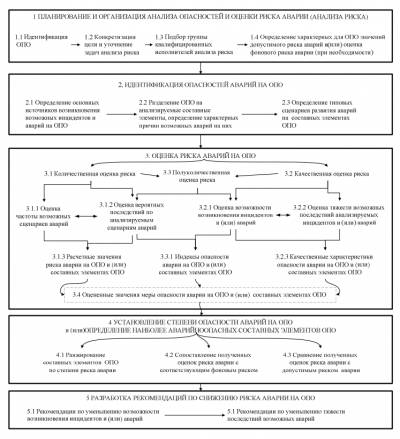 1 ПЛАНИРОВАНИЕ И ОРГАНИЗАЦИЯ АНАЛИЗА ОПАСНОСТЕЙ И ОЦЕНКИ РИСКА АВАРИИ (АНАЛИЗА РИСКА)
1.1 Идентификация
ОПО
1.2 Конкретизация
цели и уточнение
задач анализа риска
1.3 Подбор группы
квалифицированных
исполнителей анализа риска
1.4 Определение характерных для ОПО значений
допустимого риска аварий и(или) оценка
фонового риска аварии (при необходимости)
2. ИДЕНТИФИКАЦИЯ ОПАСНОСТЕЙ АВАРИЙ НА ОПО
2.1 Определение основных
источников возникновения
возможных инцидентов и
аварий на ОПО
2.2 Разделение ОПО на
анализируемые составные
элементы, определение характерных
причин возможных аварий на них
2.3 Определение типовых
сценариев развития аварий
на составных элементах
ОПО
3. ОЦЕНКА РИСКА АВАРИЙ НА ОПО
3.1 Количественная оценка риска
3.3 Полуколичественная
оценка риска
3.2 Качественная оценка риска
3.1.1 Оценка
частоты возможных
сценариев аварий
3.1.2 Оценка вероятных
последствий по
анализируемым
сценариям аварий
3.2.1 Оценка возможности
возникновения инцидентов
и (или) аварий
3.2.2 Оценка тяжести возможных
последствий анализируемых
инцидентов и (или) аварий
3.1.3 Расчетные значения
риска аварии на ОПО и (или)
составных элементах ОПО
3.3.1 Индексы опасности
аварии на ОПО и (или)
составных элементах ОПО
3.2.3 Качественные характеристики
опасности аварии на ОПО и (или)
составных элементах ОПО
3.4 Оцененные значения меры опасности аварии на ОПО и (или) составных элементах ОПО
4 УСТАНОВЛЕНИЕ СТЕПЕНИ ОПАСНОСТИ АВАРИЙ НА ОПО
и (или)ОПРЕДЕЛЕНИЕ НАИБОЛЕЕ АВАРИЙНООПАСНЫХ СОСТАВНЫХ ЭЛЕМЕНТОВ ОПО
4.1 Ранжирование
составных элементов ОПО
по степени риска аварии
4.2 Сопоставление полученных
оценок риска аварии с
соответствующим фоновым риском
4.3 Сравнение полученных
оценок риска аварии с
допустимым риском аварии
5 РАЗРАБОТКА РЕКОМЕНДАЦИЙ ПО СНИЖЕНИЮ РИСКА АВАРИИ НА ОПО
5.1 Рекомендации по уменьшению возможности
возникновения инцидентов и (или) аварий
5.1 Рекомендации по уменьшению тяжести
последствий возможных аварий